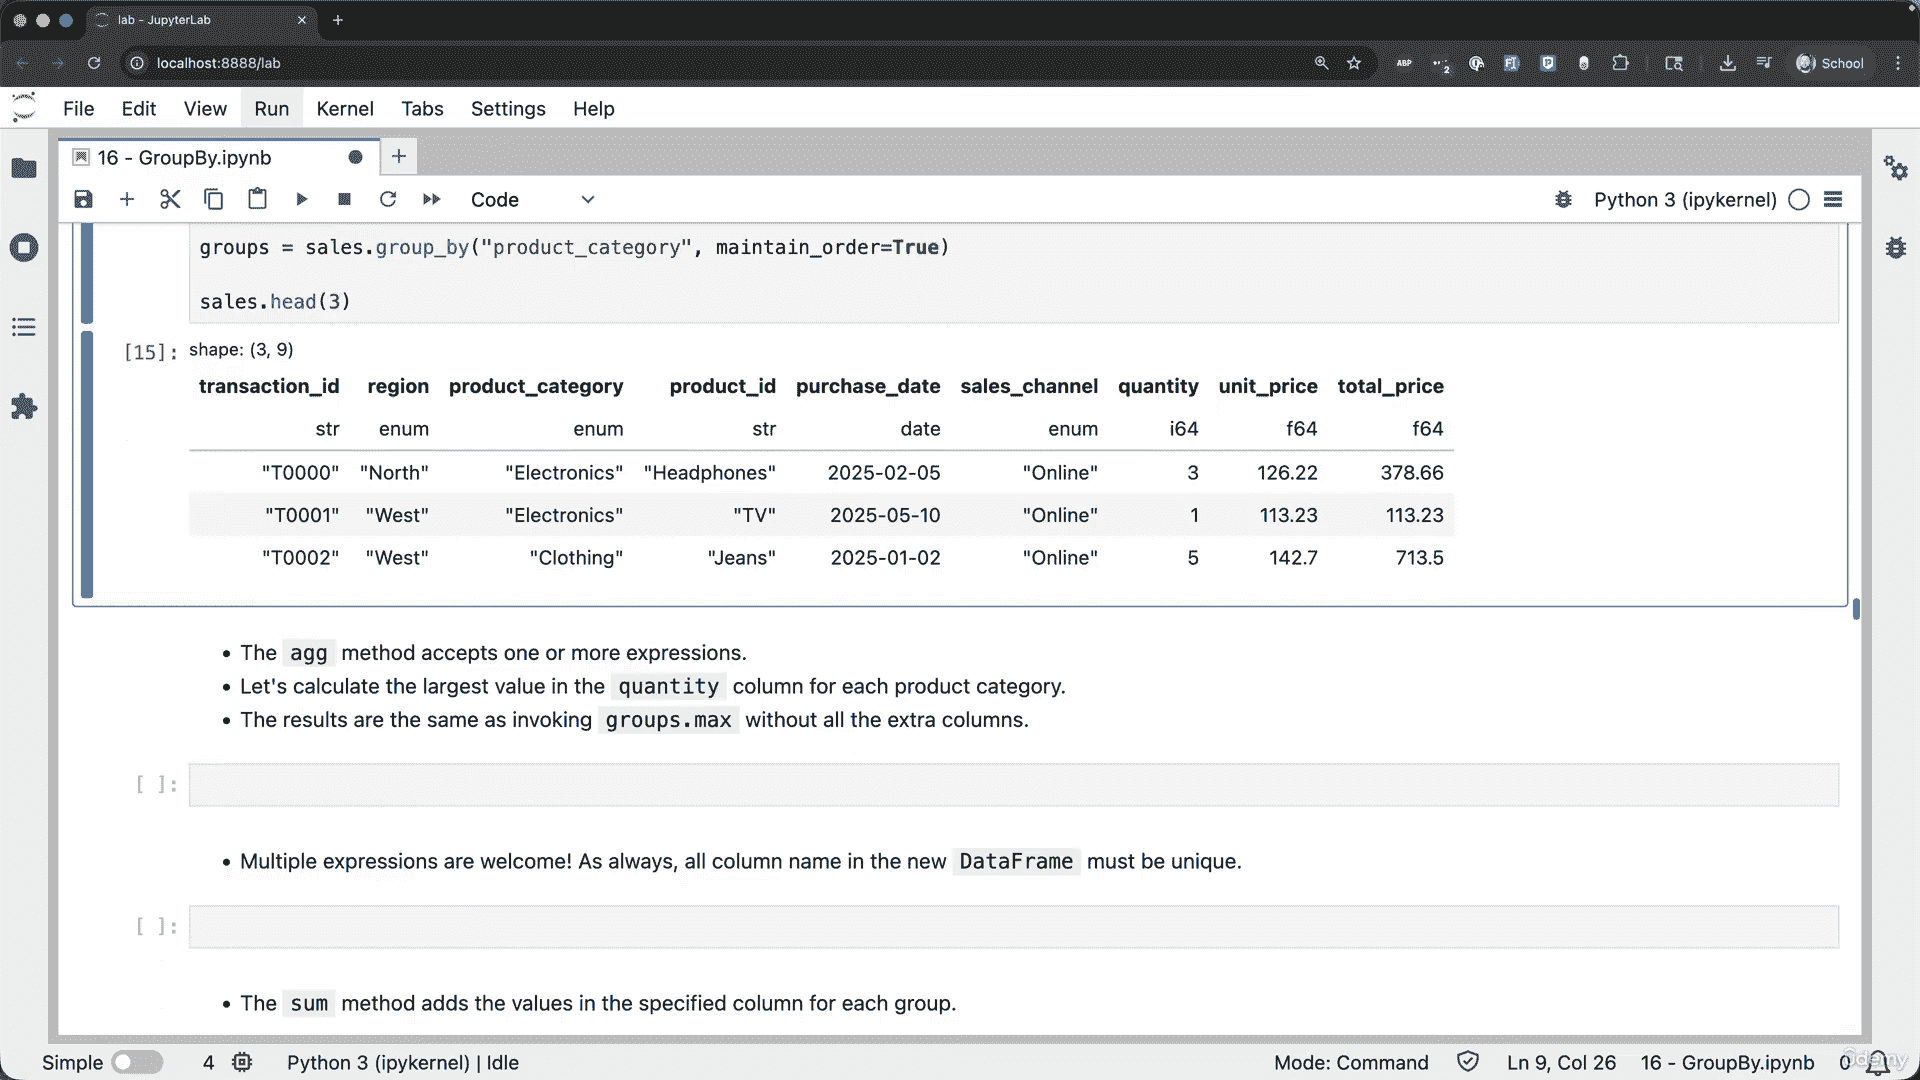 lab - JupyterLab
localhost:8888/lab
ABP
2
School
File Edit View Run Kernel Tabs Settings Help
16 - GroupBy.ipynb
Code
Python 3 (ipykernel)
groups = sales.group_by("product_category", maintain_order=True)
sales.head(3)
[15]: shape: (3, 9)
transaction_id region product_category product_id purchase_date sales_channel quantity unit_price total_price
str enum enum str date enum i64 f64 f64
"T0000" "North" "Electronics" "Headphones" 2025-02-05 "Online" 3 126.22 378.66
"T0001" "West" "Electronics" "TV" 2025-05-10 "Online" 1 113.23 113.23
"T0002" "West" "Clothing" "Jeans" 2025-01-02 "Online" 5 142.7 713.5
• The agg method accepts one or more expressions.
• Let's calculate the largest value in the quantity column for each product category.
• The results are the same as invoking groups.max without all the extra columns.
[ ]:
• Multiple expressions are welcome! As always, all column name in the new DataFrame must be unique.
[ ]:
• The sum method adds the values in the specified column for each group.
Simple 4 Python 3 (ipykernel) | Idle Mode: Command Ln 9, Col 26 16 - GroupBy.ipynb 0
Udemy